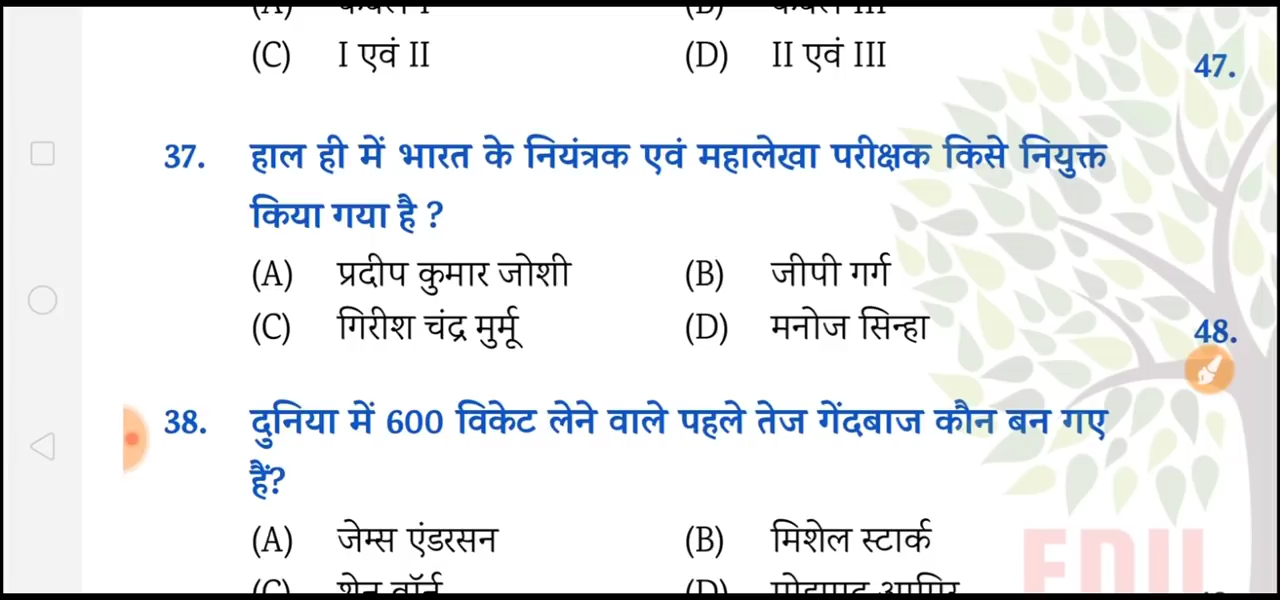 (C) I एवं II (D) II एवं III
47.
37. हाल ही में भारत के नियंत्रक एवं महालेखा परीक्षक किसे नियुक्त
किया गया है ?
(A) प्रदीप कुमार जोशी (B) जीपी गर्ग
(C) गिरीश चंद्र मुर्मू (D) मनोज सिन्हा
48.
38. दुनिया में 600 विकेट लेने वाले पहले तेज गेंदबाज कौन बन गए
हैं?
(A) जेम्स एंडरसन (B) मिशेल स्टार्क
EDU